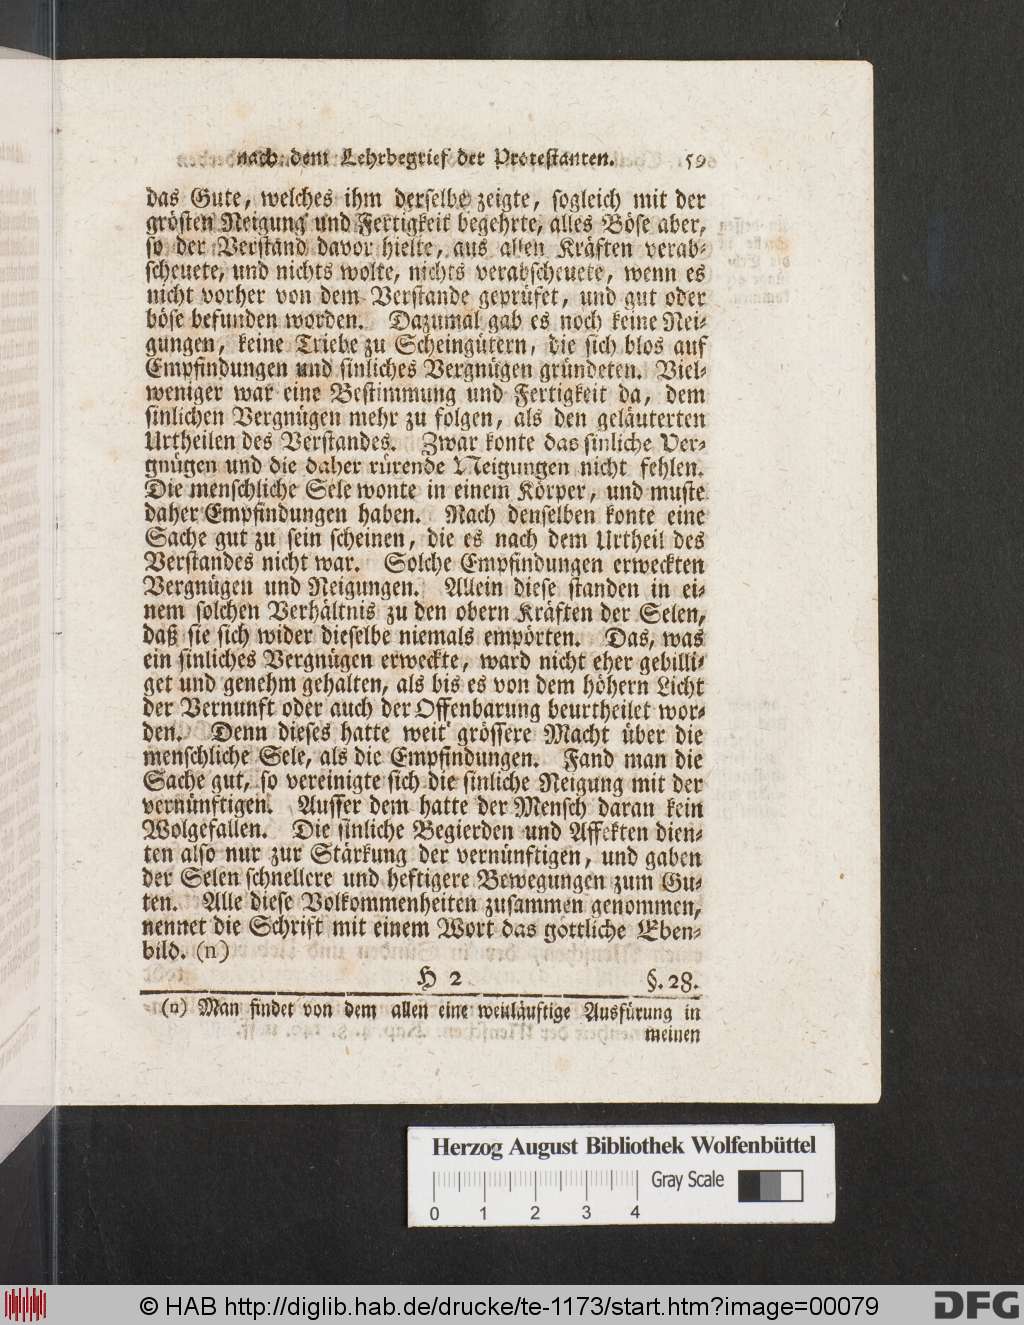 nach dem Lehrbegrief der Protestanten. 59
das Gute, welches ihm derselbe zeigte, sogleich mit der
grösten Neigung und Fertigkeit begehrte, alles Böse aber,
so der Verstand davor hielte, aus allen Kräften verab-
scheuete, und nichts wolte, nichts verabscheuete, wenn es
nicht vorher von dem Verstande geprüfet, und gut oder
böse befunden worden. Dazumal gab es noch keine Nei-
gungen, keine Triebe zu Scheingütern, die sich blos auf
Empfindungen und sinliches Vergnügen gründeten. Viel-
weniger war eine Bestimmung und Fertigkeit da, dem
sinlichen Vergnügen mehr zu folgen, als den geläuterten
Urtheilen des Verstandes. Zwar konte das sinliche Ver-
gnügen und die daher rürende Neigungen nicht fehlen.
Die menschliche Sele wonte in einem Körper, und muste
daher Empfindungen haben. Nach denselben konte eine
Sache gut zu sein scheinen, die es nach dem Urtheil des
Verstandes nicht war. Solche Empfindungen erweckten
Vergnügen und Neigungen. Allein diese standen in ei-
nem solchen Verhältnis zu den obern Kräften der Selen,
daß sie sich wider dieselbe niemals empörten. Das, was
ein sinliches Vergnügen erweckte, ward nicht eher gebilli-
get und genehm gehalten, als bis es von dem höhern Licht
der Vernunft oder auch der Offenbarung beurtheilet wor-
den. Denn dieses hatte weit grössere Macht über die
menschliche Sele, als die Empfindungen. Fand man die
Sache gut, so vereinigte sich die sinliche Neigung mit der
vernünftigen. Ausser dem hatte der Mensch daran kein
Wolgefallen. Die sinliche Begierden und Affekten dien-
ten also nur zur Stärkung der vernünftigen, und gaben
der Selen schnellere und heftigere Bewegungen zum Gu-
ten. Alle diese Volkommenheiten zusammen genommen,
nennet die Schrift mit einem Wort das göttliche Eben-
bild. (n)
H 2 §. 28.
(n) Man findet von dem allen eine weitläuftige Ausfürung in
meinen
Herzog August Bibliothek Wolfenbüttel
Gray Scale
0 1 2 3 4
© HAB http://diglib.hab.de/drucke/te-1173/start.htm?image=00079
DFG